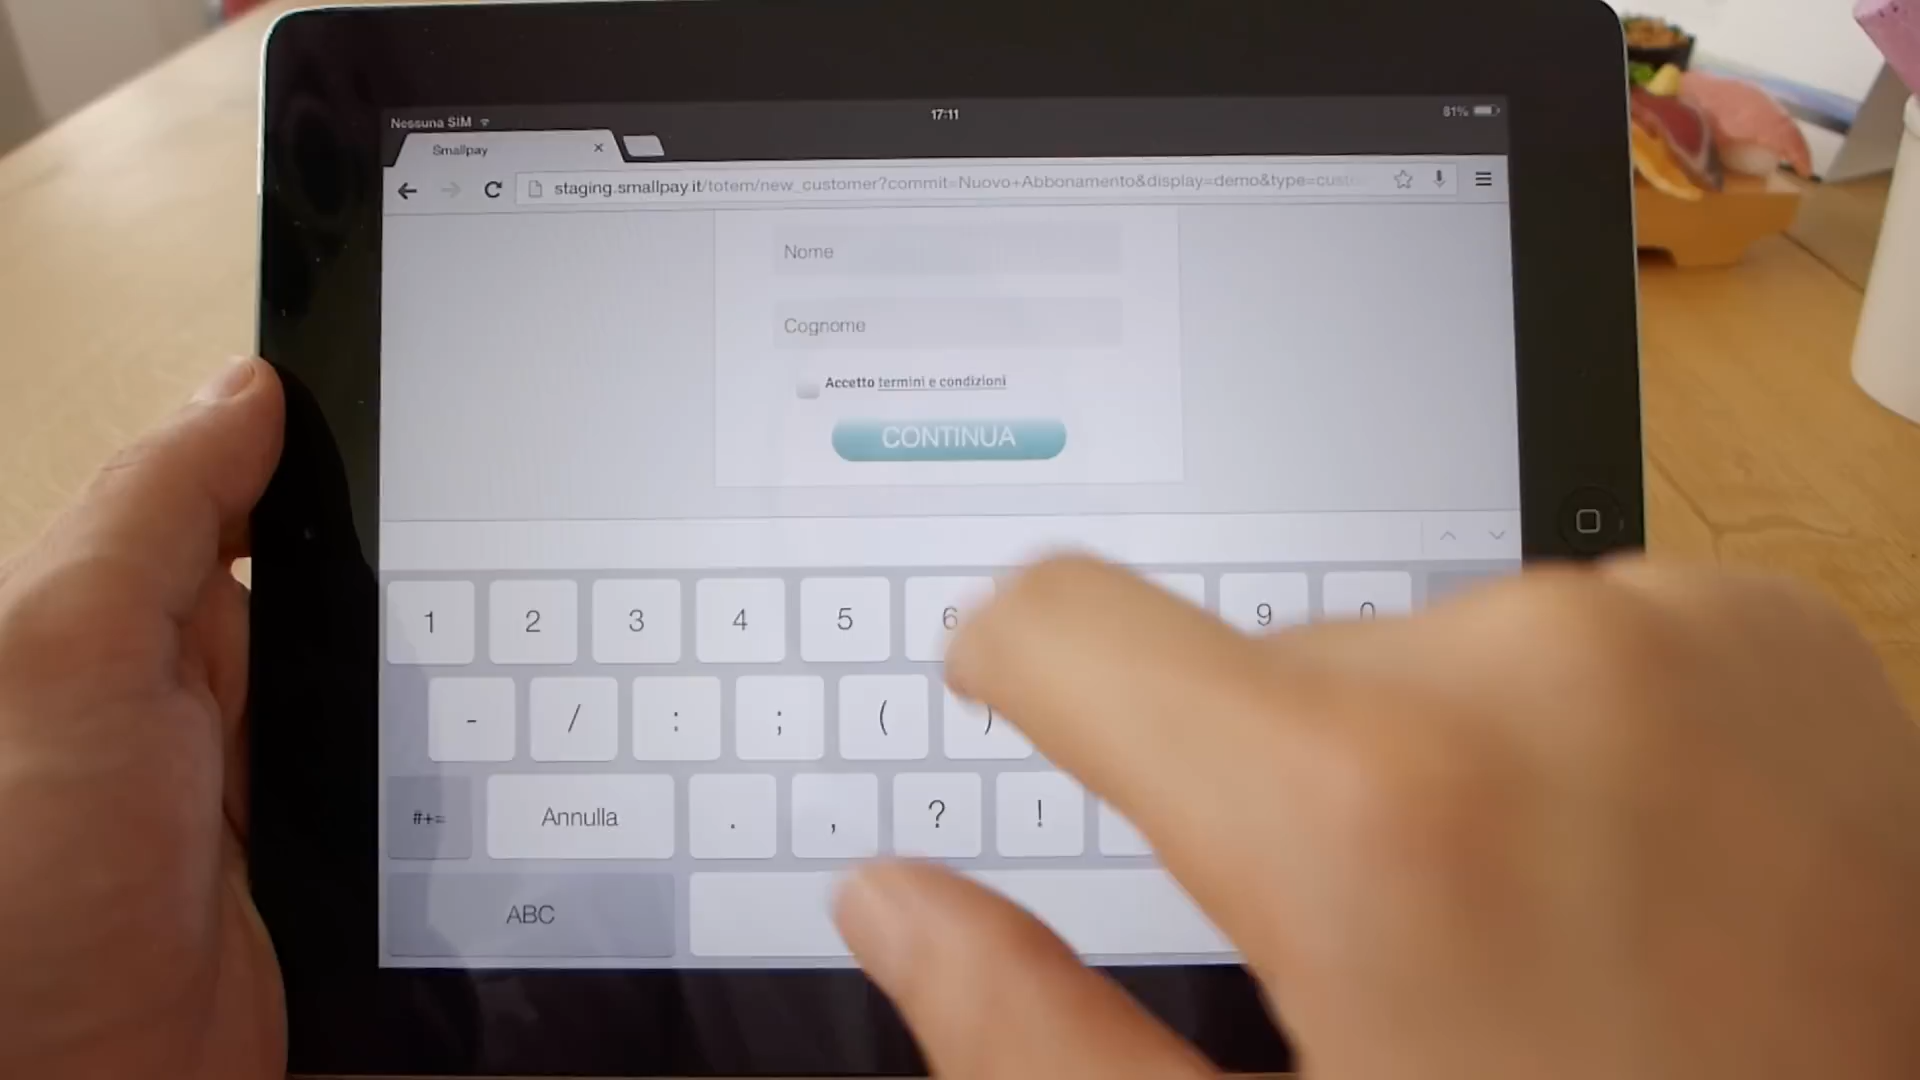 Nessuna SIM 17:11 81%
Smallpay
staging.smallpay.it/totem/new_customer?commit=Nuovo+Abbonamento&display=demo&type=custo
Nome
Cognome
Accetto termini e condizioni
CONTINUA
1 2 3 4 5 6 9 0
- / : ; ( )
#+= Annulla . , ? !
ABC